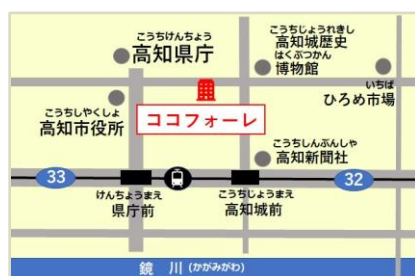 こうちけんちょう
高知県庁
こうちじょうれきし
高知城歴史
はくぶつかん
博物館
いちば
ひろめ市場
こうちしやくしょ
高知市役所
ココフォーレ
こうちしんぶんしゃ
高知新聞社
33
32
けんちょうまえ
県庁前
こうちじょうまえ
高知城前
鏡 川 (かがみがわ)